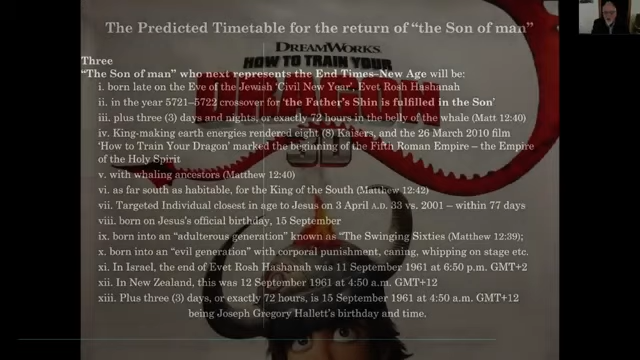 The Predicted Timetable for the return of “the Son of man”
DREAMWORKS
HOW TO TRAIN YOUR
DRAGON
3D
Three
“The Son of man” who next represents the End Times–New Age will be:
i. born late on the Eve of the Jewish ‘Civil New Year’, Evet Rosh Hashanah
ii. in the year 5721–5722 crossover for ‘the Father’s Shin is fulfilled in the Son’
iii. plus three (3) days and nights, or exactly 72 hours in the belly of the whale (Matt 12:40)
iv. King-making earth energies rendered eight (8) Kaisers, and the 26 March 2010 film
‘How to Train Your Dragon’ marked the beginning of the Fifth Roman Empire – the Empire
of the Holy Spirit
v. with whaling ancestors (Matthew 12:40)
vi. as far south as habitable, for the King of the South (Matthew 12:42)
vii. Targeted Individual closest in age to Jesus on 3 April A.D. 33 vs. 2001 – within 77 days
viii. born on Jesus’s official birthday, 15 September
ix. born into an “adulterous generation” known as “The Swinging Sixties (Matthew 12:39);
x. born into an “evil generation” with corporal punishment, caning, whipping on stage etc.
xi. In Israel, the end of Evet Rosh Hashanah was 11 September 1961 at 6:50 p.m. GMT+2
xii. In New Zealand, this was 12 September 1961 at 4:50 a.m. GMT+12
xiii. Plus three (3) days, or exactly 72 hours, is 15 September 1961 at 4:50 a.m. GMT+12
being Joseph Gregory Hallett’s birthday and time.